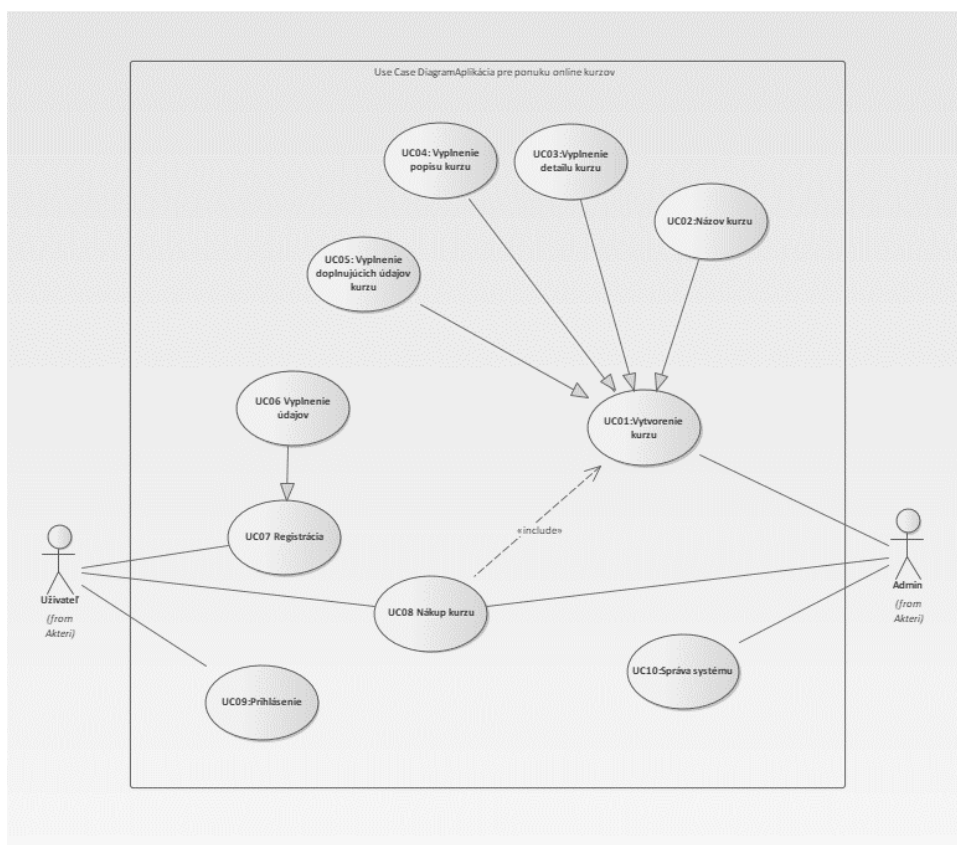 Use Case DiagramAplikácia pre ponuku online kurzov
UC04: Vyplnenie
popisu kurzu
UC03:Vyplnenie
detailu kurzu
UC02:Názov kurzu
UC05: Vyplnenie
doplnujúcich údajov
kurzu
UC06 Vyplnenie
údajov
UC01:Vytvorenie
kurzu
«include»
UC07 Registrácia
Užívateľ
(from
Akteri)
UC08 Nákup kurzu
Admin
(from
Akteri)
UC10:Správa systému
UC09:Prihlásenie